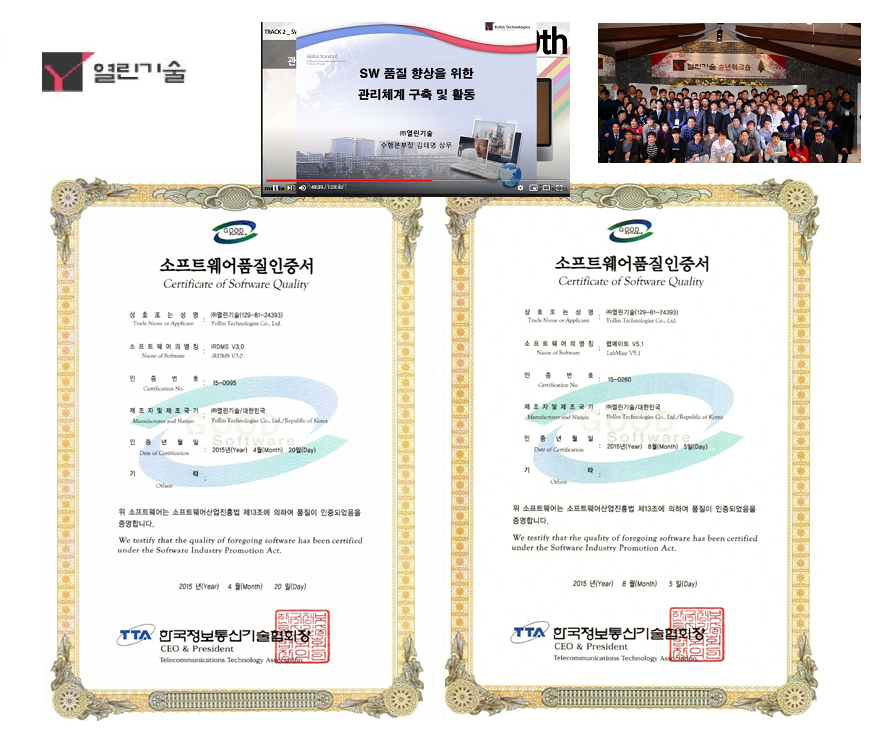 열린기술
TRACK 2 _ SW
Yullin Technologies
Global Standard
SW 품질 향상을 위한
관리체계 구축 및 활동
㈜열린기술
수행본부장 김태영 상무
열린기술 송년워크숍
GOOD
Software
소프트웨어품질인증서
Certificate of Software Quality
상 호 또 는 성 명 : ㈜열린기술(129-81-24393)
Trade Name or Applicant Yullin Technologies Co., Ltd.
소 프 트 웨 어 의 명 칭 : iRDMS V3.0
Name of Software iRDMS V3.0
인 증 번 호 : 15-0095
Certification No.
제 조 자 및 제 조 국 가 : ㈜열린기술/대한민국
Manufacturer and Nation Yullin Technologies Co., Ltd./Republic of Korea
인 증 년 월 일 : 2015년(Year) 4월(Month) 20일(Day)
Date of Certification
기 타 :
Others
위 소프트웨어는 소프트웨어산업진흥법 제13조에 의하여 품질이 인증되었음을
증명합니다.
We testify that the quality of foregoing software has been certified
under the Software Industry Promotion Act.
2015 년(Year) 4 월(Month) 20 일(Day)
TTA 한국정보통신기술협회장
CEO & President
Telecommunications Technology Association
GOOD
Software
소프트웨어품질인증서
Certificate of Software Quality
상 호 또 는 성 명 : ㈜열린기술(129-81-24393)
Trade Name or Applicant Yullin Technologies Co., Ltd.
소 프 트 웨 어 의 명 칭 : 랩메이트 V5.1
Name of Software LabMate V5.1
인 증 번 호 : 15-0260
Certification No.
제 조 자 및 제 조 국 가 : ㈜열린기술/대한민국
Manufacturer and Nation Yullin Technologies Co., Ltd./Republic of Korea
인 증 년 월 일 : 2015년(Year) 8월(Month) 5일(Day)
Date of Certification
기 타 :
Others
위 소프트웨어는 소프트웨어산업진흥법 제13조에 의하여 품질이 인증되었음을
증명합니다.
We testify that the quality of foregoing software has been certified
under the Software Industry Promotion Act.
2015 년(Year) 8 월(Month) 5 일(Day)
TTA 한국정보통신기술협회장
CEO & President
Telecommunications Technology Association